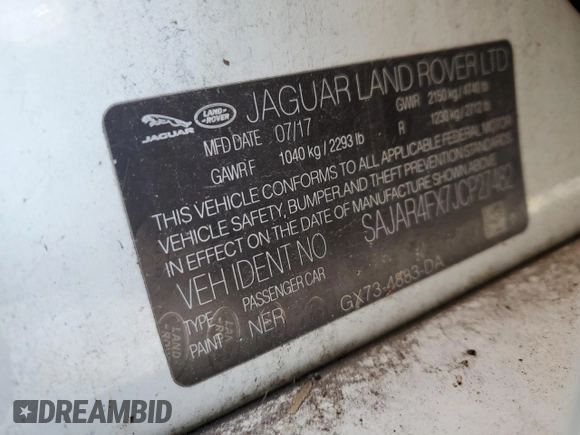 JAGUAR
LAND ROVER
JAGUAR LAND ROVER LTD
MFD DATE 07/17 GWR 2150 kg / 4740 lb
GAWR F 1040 kg / 2293 lb R 1230 kg / 2712 lb
THIS VEHICLE CONFORMS TO ALL APPLICABLE FEDERAL MOTOR
VEHICLE SAFETY, BUMPER, AND THEFT PREVENTION STANDARDS
IN EFFECT ON THE DATE OF MANUFACTURE SHOWN ABOVE.
VEH IDENT NO SAJAR4FX7JCP27462
TYPE PASSENGER CAR
PAINT NER GX73-4883-DA
DREAMBID